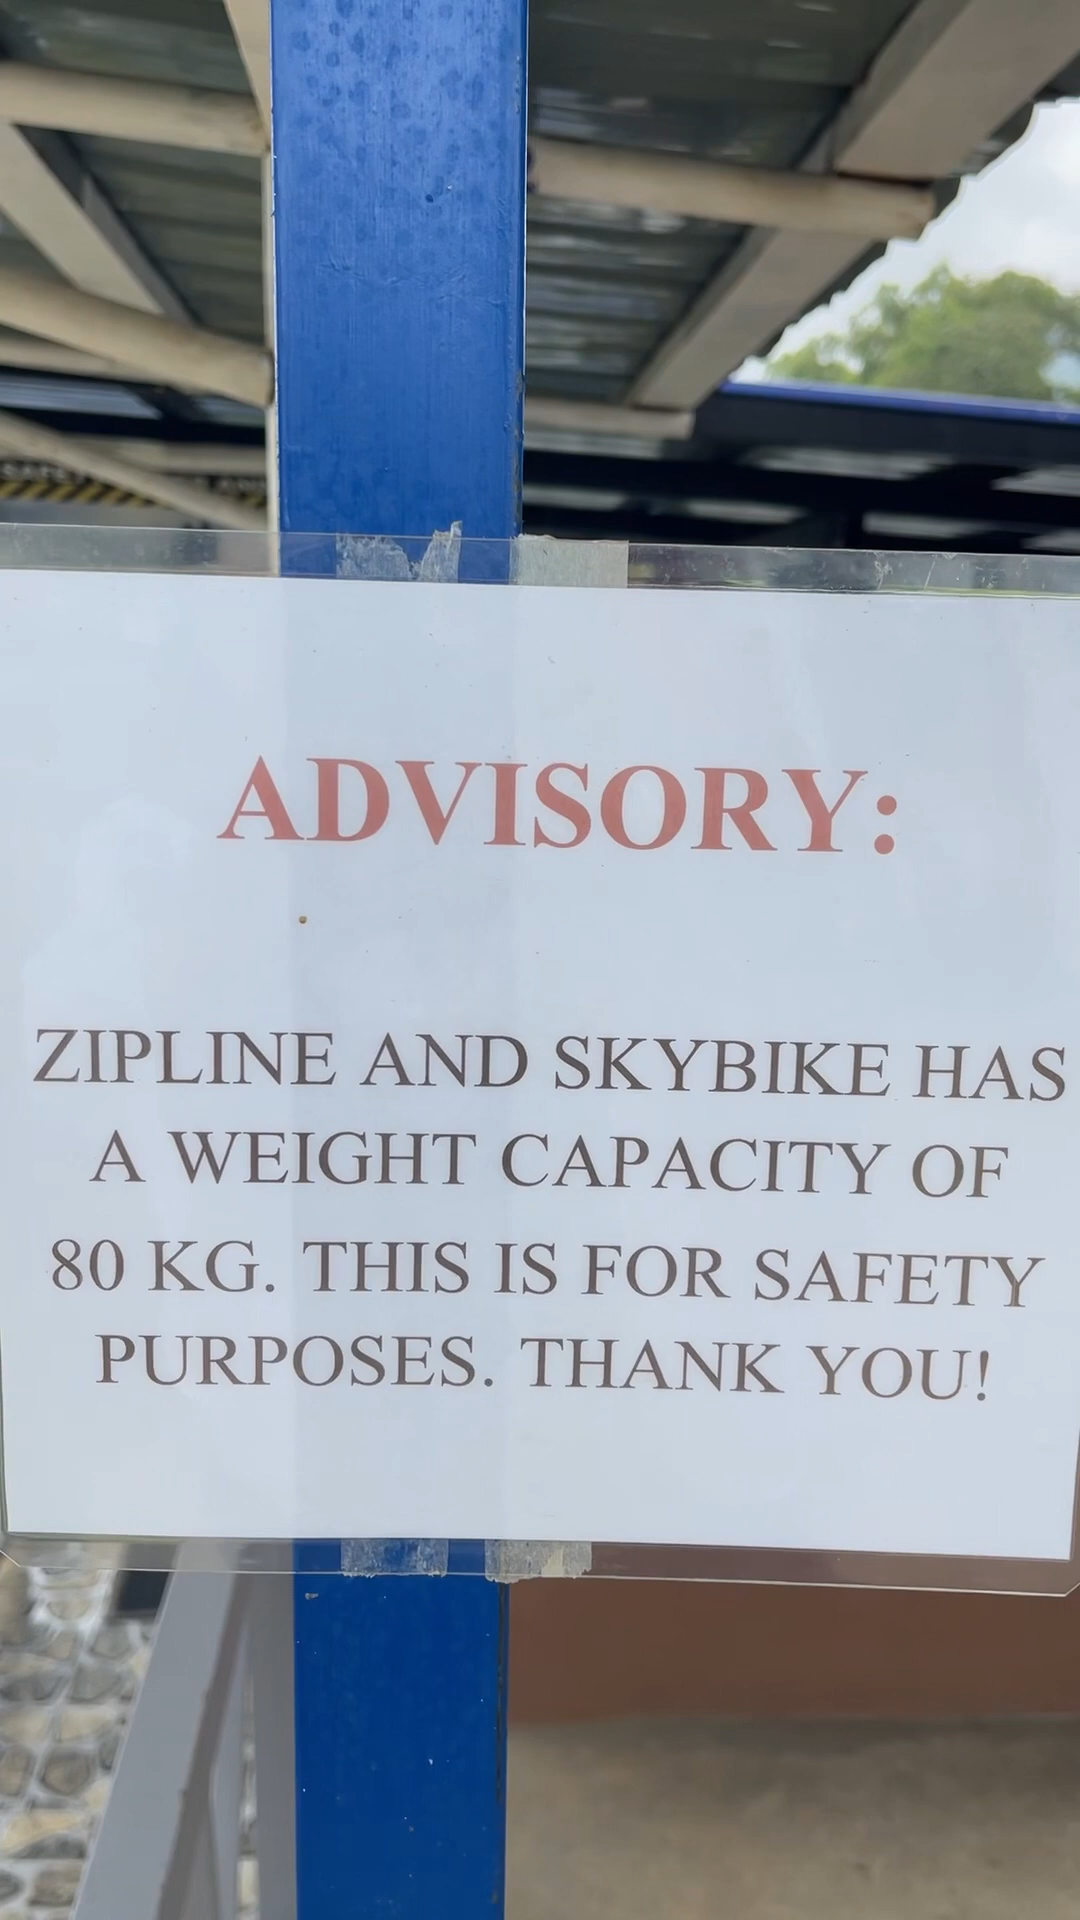 ADVISORY:
ZIPLINE AND SKYBIKE HAS
A WEIGHT CAPACITY OF
80 KG. THIS IS FOR SAFETY
PURPOSES. THANK YOU!